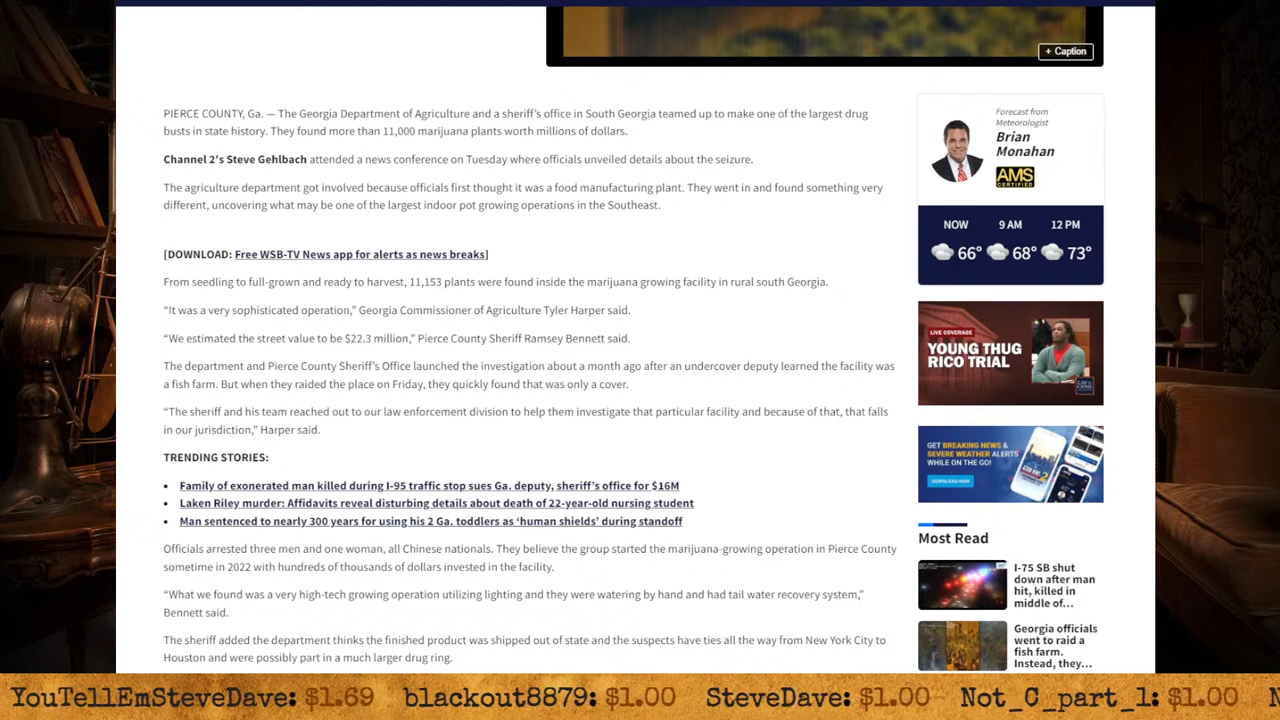 + Caption
PIERCE COUNTY, Ga. — The Georgia Department of Agriculture and a sheriff's office in South Georgia teamed up to make one of the largest drug
busts in state history. They found more than 11,000 marijuana plants worth millions of dollars.
Channel 2's Steve Gehlbach attended a news conference on Tuesday where officials unveiled details about the seizure.
The agriculture department got involved because officials first thought it was a food manufacturing plant. They went in and found something very
different, uncovering what may be one of the largest indoor pot growing operations in the Southeast.
[DOWNLOAD: Free WSB-TV News app for alerts as news breaks]
From seedling to full-grown and ready to harvest, 11,153 plants were found inside the marijuana growing facility in rural south Georgia.
“It was a very sophisticated operation,” Georgia Commissioner of Agriculture Tyler Harper said.
“We estimated the street value to be $22.3 million,” Pierce County Sheriff Ramsey Bennett said.
The department and Pierce County Sheriff's Office launched the investigation about a month ago after an undercover deputy learned the facility was
a fish farm. But when they raided the place on Friday, they quickly found that was only a cover.
“The sheriff and his team reached out to our law enforcement division to help them investigate that particular facility and because of that, that falls
in our jurisdiction,” Harper said.
TRENDING STORIES:
• Family of exonerated man killed during I-95 traffic stop sues Ga. deputy, sheriff's office for $16M
• Laken Riley murder: Affidavits reveal disturbing details about death of 22-year-old nursing student
• Man sentenced to nearly 300 years for using his 2 Ga. toddlers as ‘human shields’ during standoff
Officials arrested three men and one woman, all Chinese nationals. They believe the group started the marijuana-growing operation in Pierce County
sometime in 2022 with hundreds of thousands of dollars invested in the facility.
“What we found was a very high-tech growing operation utilizing lighting and they were watering by hand and had tail water recovery system,”
Bennett said.
The sheriff added the department thinks the finished product was shipped out of state and the suspects have ties all the way from New York City to
Houston and were possibly part in a much larger drug ring.
Forecast from
Meteorologist
Brian
Monahan
AMS
CERTIFIED
NOW 9 AM 12 PM
66° 68° 73°
LIVE COVERAGE
YOUNG THUG
RICO TRIAL
GET BREAKING NEWS &
SEVERE WEATHER ALERTS
WHILE ON THE GO!
DOWNLOAD NOW
Most Read
I-75 SB shut
down after man
hit, killed in
middle of...
Georgia officials
went to raid a
fish farm.
Instead, they...
YouTellEmSteveDave: $1.69 blackout8879: $1.00 SteveDave: $1.00 Not_C_part_1: $1.00 N